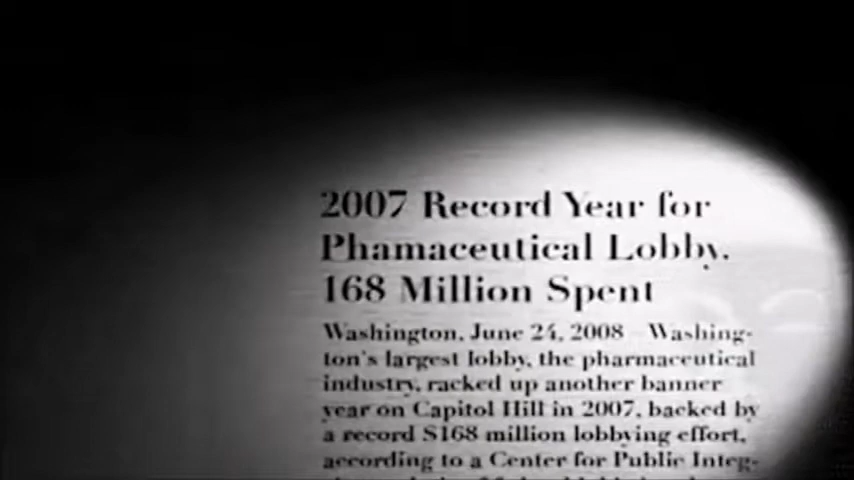 2007 Record Year for
Phamaceutical Lobby.
168 Million Spent
Washington, June 24, 2008 Washing-
ton's largest lobby, the pharmaceutical
industry, racked up another banner
year on Capitol Hill in 2007, backed by
a record $168 million lobbying effort,
according to a Center for Public Integ-